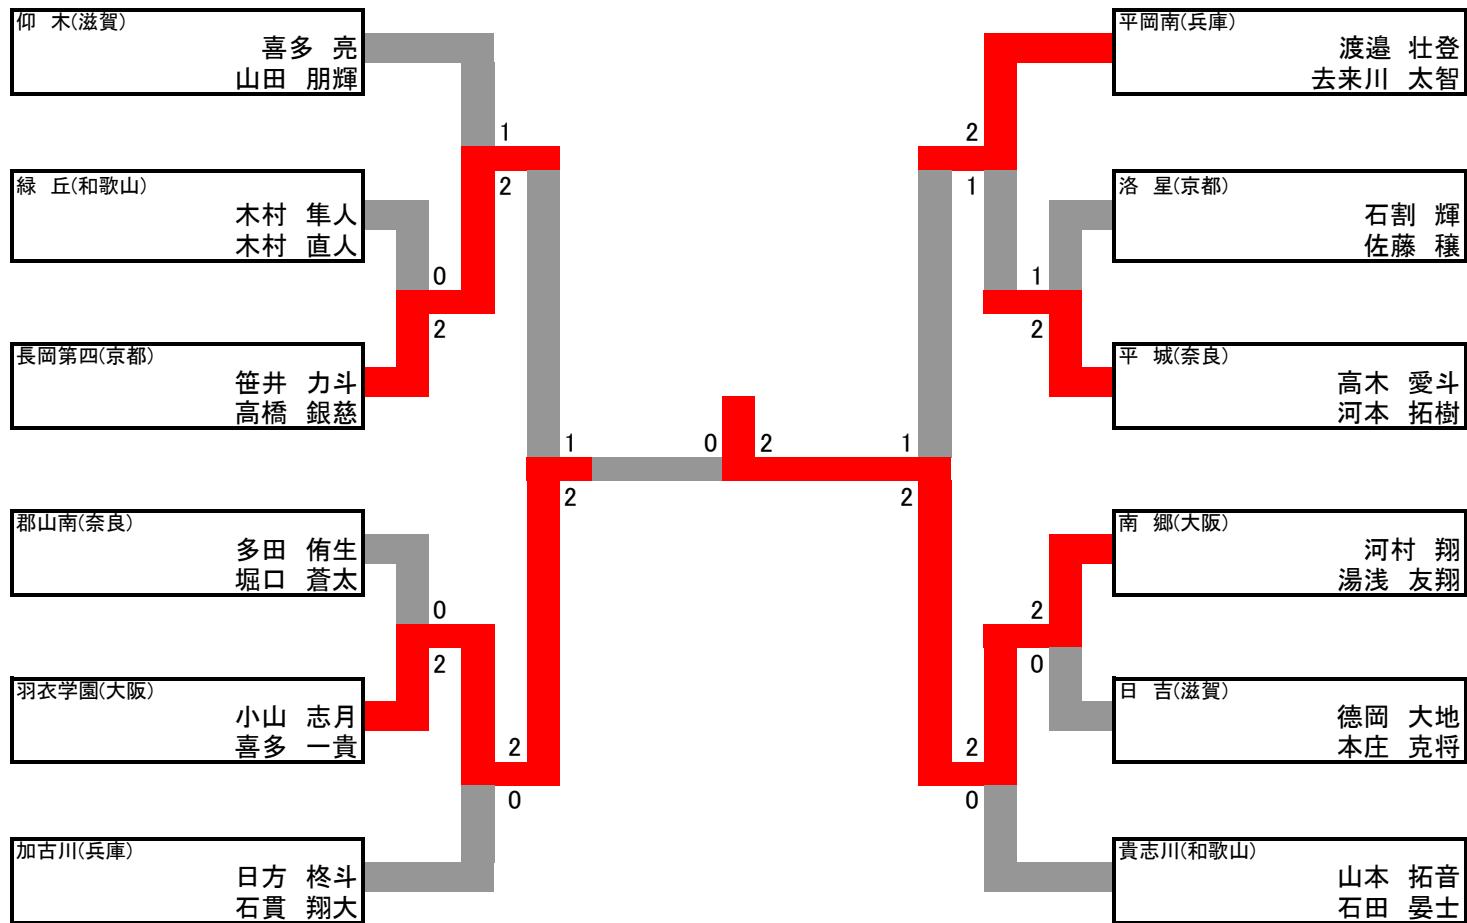 仰　木(滋賀)
喜多　亮
山田　朋輝
緑　丘(和歌山)
木村　隼人
木村　直人
長岡第四(京都)
笹井　力斗
高橋　銀慈
郡山南(奈良)
多田　侑生
堀口　蒼太
羽衣学園(大阪)
小山　志月
喜多　一貴
加古川(兵庫)
日方　柊斗
石貫　翔大
1
2
0
2
1
2
0
2
2
0
0
2
2
1
1
2
1
2
2
0
2
0
平岡南(兵庫)
渡邉　壮登
去来川　太智
洛　星(京都)
石割　輝
佐藤　穣
平　城(奈良)
高木　愛斗
河本　拓樹
南　郷(大阪)
河村　翔
湯浅　友翔
日　吉(滋賀)
德岡　大地
本庄　克将
貴志川(和歌山)
山本　拓音
石田　晏士